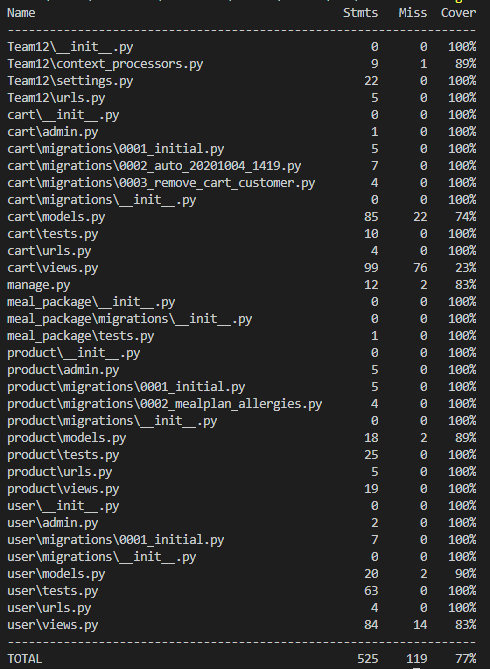 Name Stmts Miss Cover
---------------------------------------------------------------
Team12\__init__.py 0 0 100%
Team12\context_processors.py 9 1 89%
Team12\settings.py 22 0 100%
Team12\urls.py 5 0 100%
cart\__init__.py 0 0 100%
cart\admin.py 1 0 100%
cart\migrations\0001_initial.py 5 0 100%
cart\migrations\0002_auto_20201004_1419.py 7 0 100%
cart\migrations\0003_remove_cart_customer.py 4 0 100%
cart\migrations\__init__.py 0 0 100%
cart\models.py 85 22 74%
cart\tests.py 10 0 100%
cart\urls.py 4 0 100%
cart\views.py 99 76 23%
manage.py 12 2 83%
meal_package\__init__.py 0 0 100%
meal_package\migrations\__init__.py 0 0 100%
meal_package\tests.py 1 0 100%
product\__init__.py 0 0 100%
product\admin.py 5 0 100%
product\migrations\0001_initial.py 5 0 100%
product\migrations\0002_mealplan_allergies.py 4 0 100%
product\migrations\__init__.py 0 0 100%
product\models.py 18 2 89%
product\tests.py 25 0 100%
product\urls.py 5 0 100%
product\views.py 19 0 100%
user\__init__.py 0 0 100%
user\admin.py 2 0 100%
user\migrations\0001_initial.py 7 0 100%
user\migrations\__init__.py 0 0 100%
user\models.py 20 2 90%
user\tests.py 63 0 100%
user\urls.py 4 0 100%
user\views.py 84 14 83%
---------------------------------------------------------------
TOTAL 525 119 77%